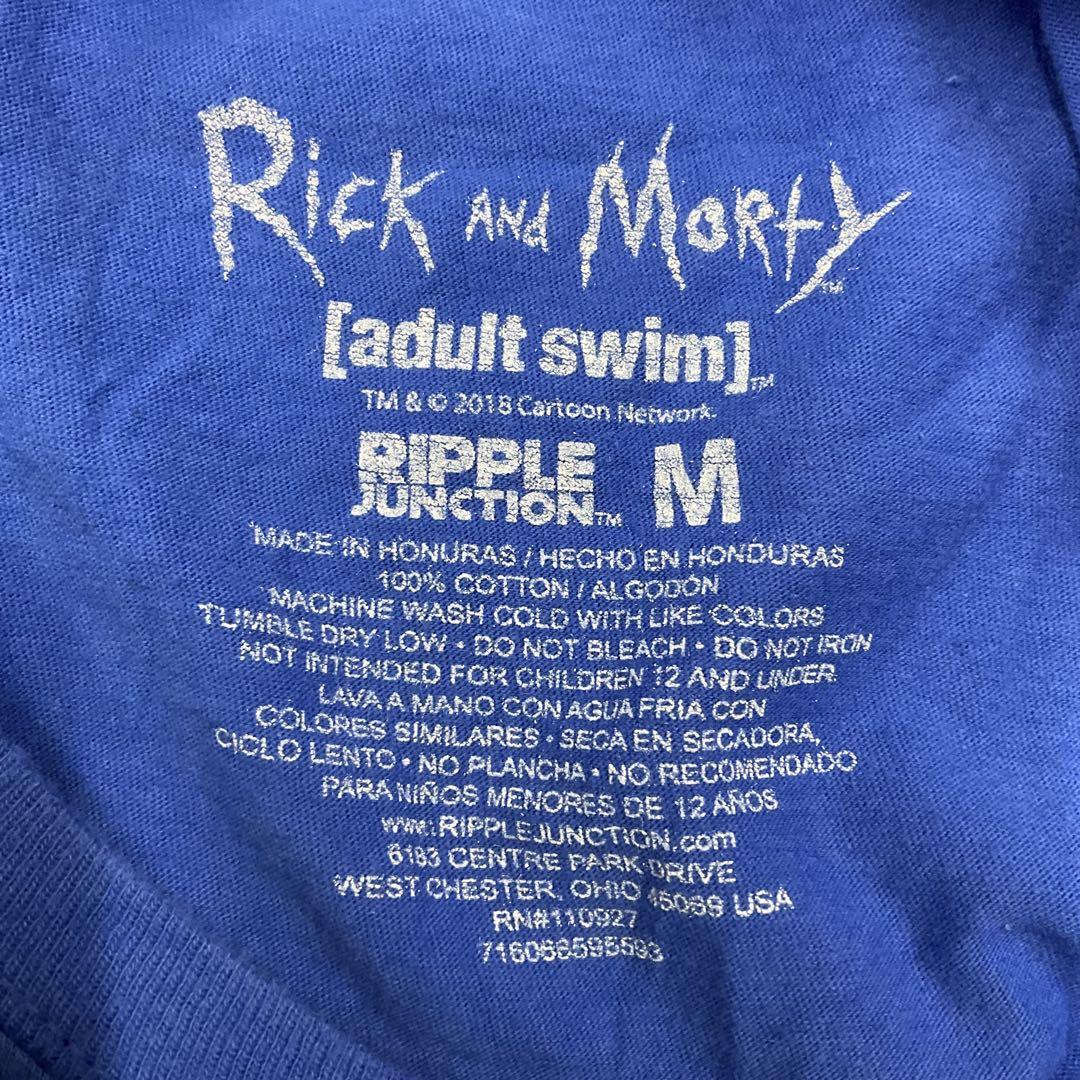 Rick and Morty™
[adult swim]™
TM & © 2018 Cartoon Network.
RIPPLE JUNCTION™ M
MADE IN HONURAS / HECHO EN HONDURAS
100% COTTON / ALGODÓN
MACHINE WASH COLD WITH LIKE COLORS
TUMBLE DRY LOW • DO NOT BLEACH • DO NOT IRON
NOT INTENDED FOR CHILDREN 12 AND UNDER.
LAVA A MANO CON AGUA FRIA CON
COLORES SIMILARES • SECA EN SECADORA,
CICLO LENTO • NO PLANCHA • NO RECOMENDADO
PARA NIÑOS MENORES DE 12 AÑOS
www.RIPPLEJUNCTION.com
6183 CENTRE PARK DRIVE
WEST CHESTER, OHIO 45069 USA
RN#110927